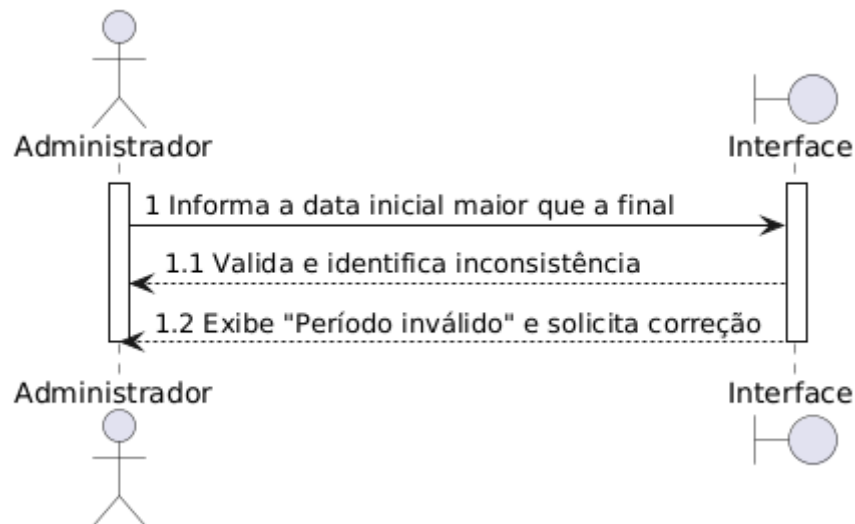 Administrador
Interface
1 Informa a data inicial maior que a final
1.1 Valida e identifica inconsistência
1.2 Exibe "Período inválido" e solicita correção
Administrador
Interface